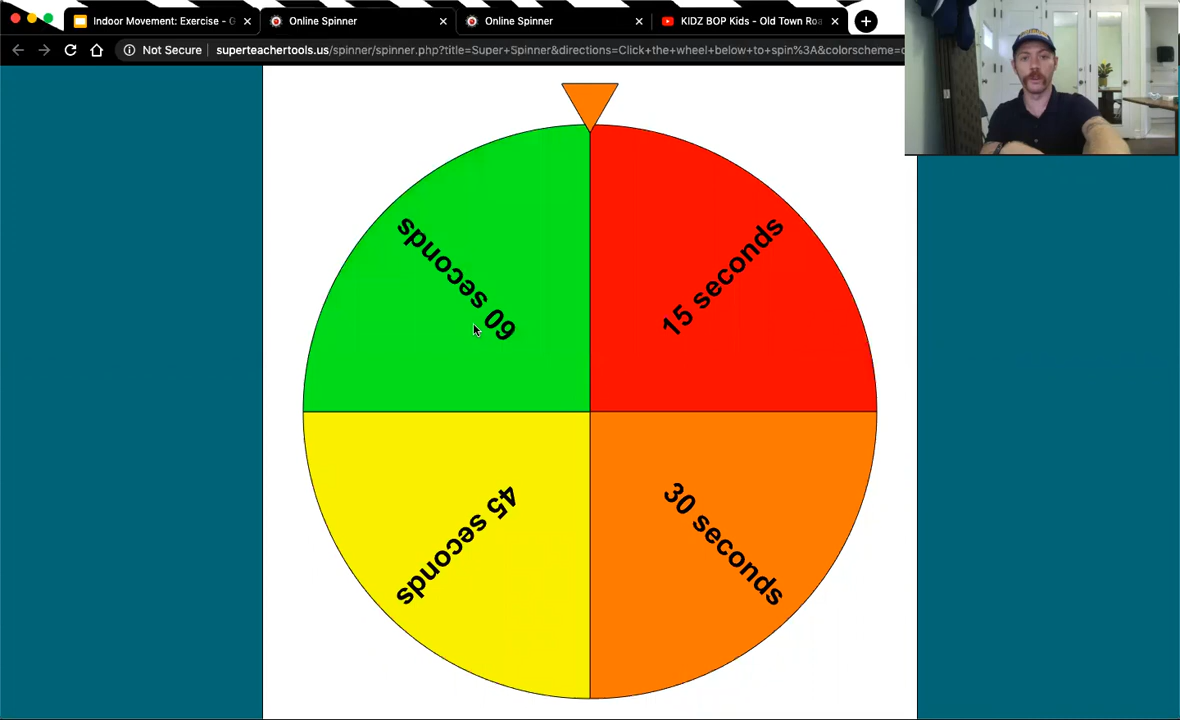 Indoor Movement: Exercise - G
Online Spinner
Online Spinner
KIDZ BOP Kids - Old Town Roa
Not Secure
superteachertools.us/spinner/spinner.php?title=Super+Spinner&directions=Click+the+wheel+below+to+spin%3A&colorscheme=
60 seconds
15 seconds
45 seconds
30 seconds